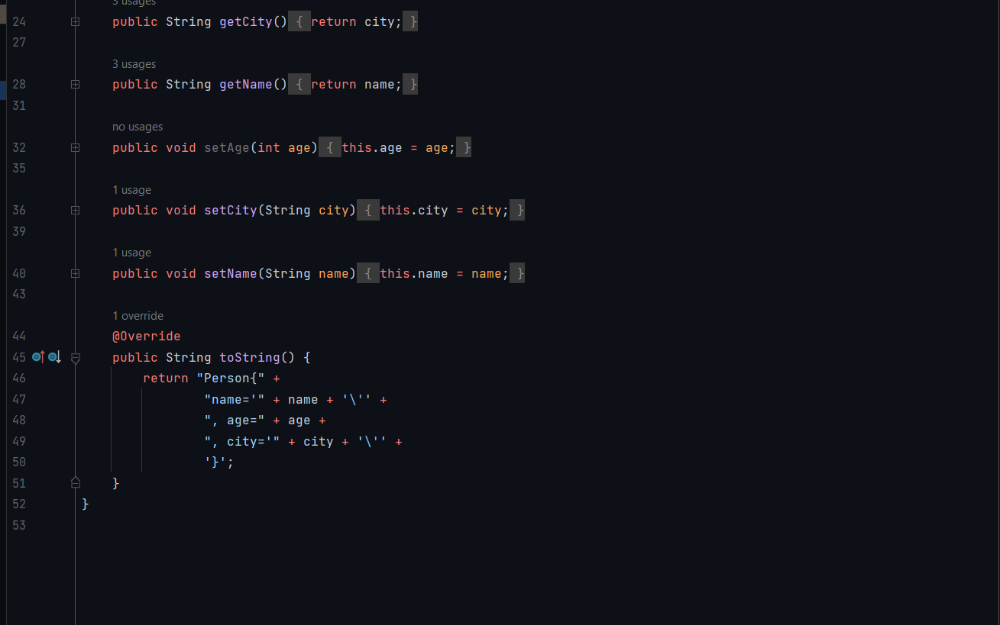 3 usages
24 public String getCity() { return city; }
27
3 usages
28 public String getName() { return name; }
31
no usages
32 public void setAge(int age) { this.age = age; }
35
1 usage
36 public void setCity(String city) { this.city = city; }
39
1 usage
40 public void setName(String name) { this.name = name; }
43
1 override
44 @Override
45 public String toString() {
46 return "Person{" +
47 "name='" + name + '\'' +
48 ", age=" + age +
49 ", city='" + city + '\'' +
50 '}';
51 }
52 }
53